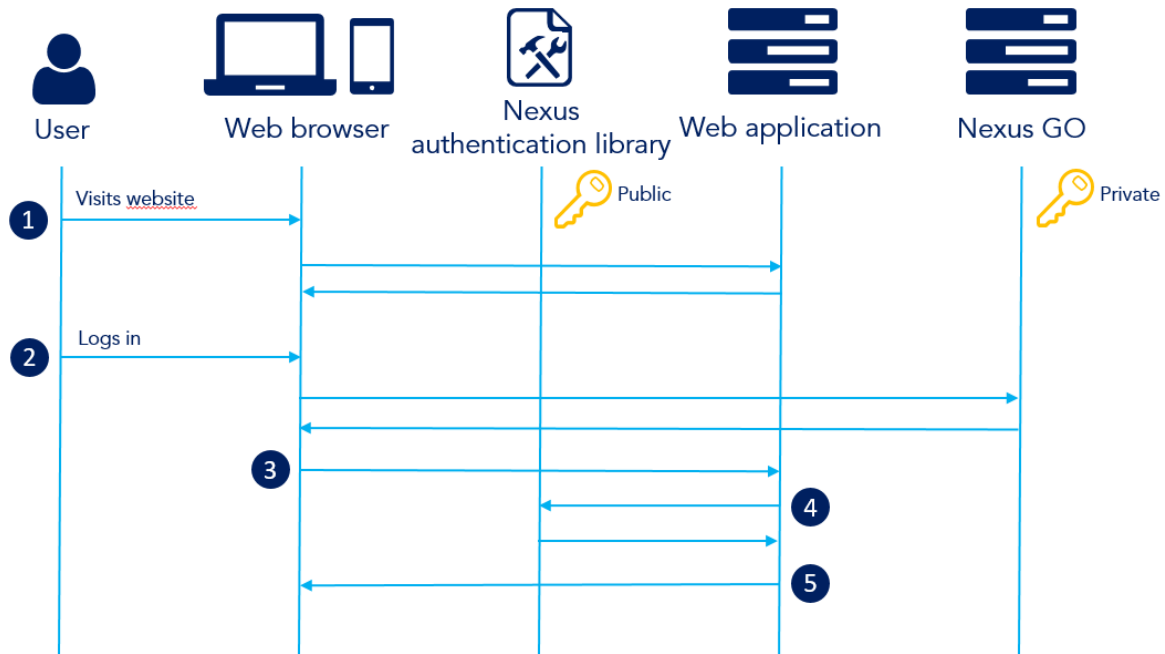 User
Web browser
Nexus
authentication library
Web application
Nexus GO
Public
Private
1
Visits website
2
Logs in
3
4
5